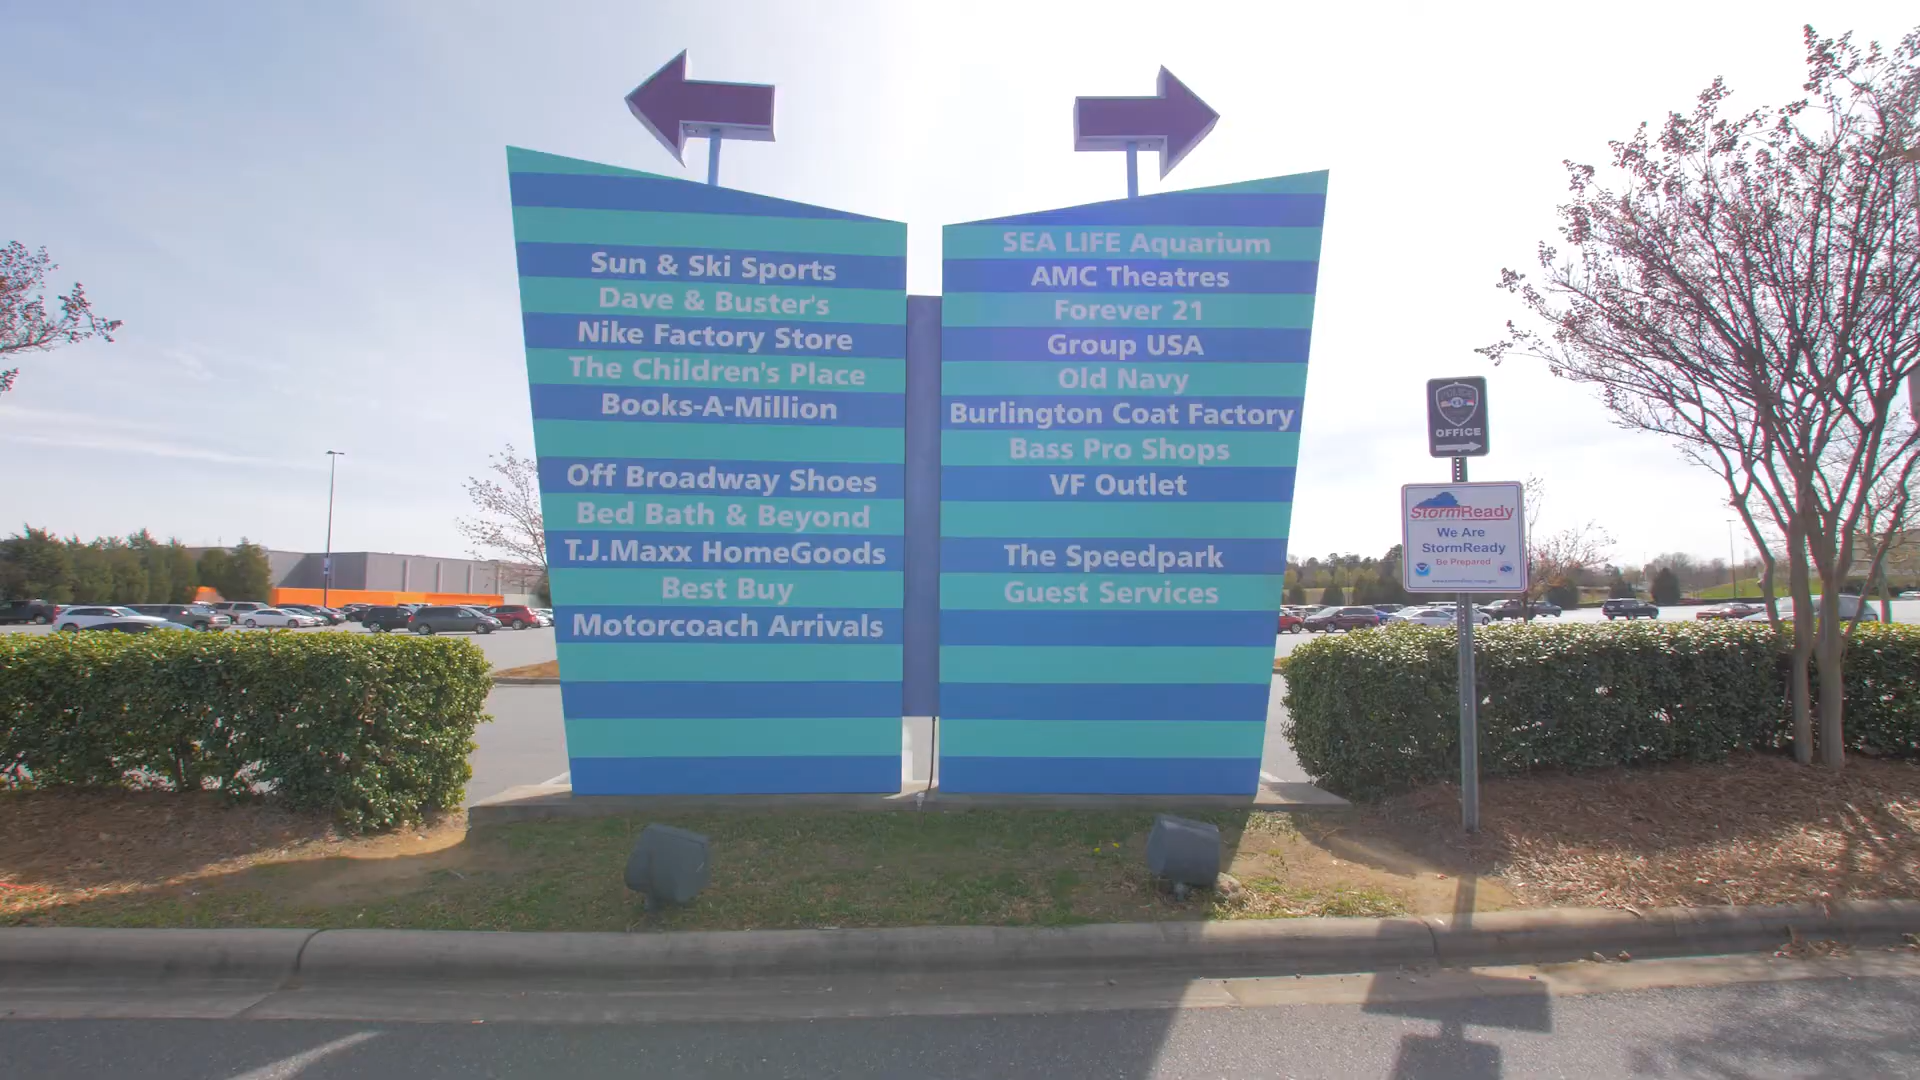 Sun & Ski Sports
Dave & Buster's
Nike Factory Store
The Children's Place
Books-A-Million
Off Broadway Shoes
Bed Bath & Beyond
T.J.Maxx HomeGoods
Best Buy
Motorcoach Arrivals
SEA LIFE Aquarium
AMC Theatres
Forever 21
Group USA
Old Navy
Burlington Coat Factory
Bass Pro Shops
VF Outlet
The Speedpark
Guest Services
OFFICE
StormReady
We Are
StormReady
Be Prepared